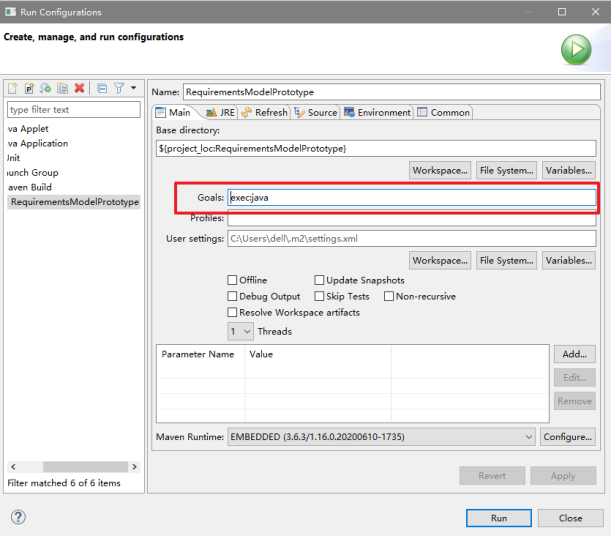 Run Configurations
Create, manage, and run configurations
type filter text
va Applet
va Application
Unit
aunch Group
aven Build
RequirementsModelPrototype
Filter matched 6 of 6 items
Name: RequirementsModelPrototype
Main JRE Refresh Source Environment Common
Base directory:
${project_loc:RequirementsModelPrototype}
Workspace... File System... Variables...
Goals: exec:java
Profiles:
User settings: C:\Users\dell\.m2\settings.xml
Workspace... File System... Variables...
Offline Update Snapshots
Debug Output Skip Tests Non-recursive
Resolve Workspace artifacts
1 Threads
Parameter Name Value
Add...
Edit...
Remove
Maven Runtime: EMBEDDED (3.6.3/1.16.0.20200610-1735) Configure...
Revert Apply
Run Close